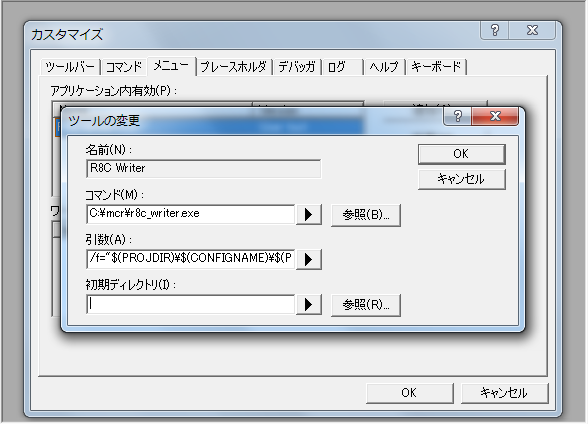 カスタマイズ
ツールバー コマンド メニュー プレースホルダ デバッガ ログ ヘルプ キーボード
アプリケーション内有効(P) :
ツールの変更
名前(N) :
R8C Writer
OK
キャンセル
コマンド(M) :
C:¥mcr¥r8c_writer.exe
参照(B)...
引数(A) :
/f="$(PROJDIR)¥$(CONFIGNAME)¥$(P
初期ディレクトリ(I) :
参照(R)...
OK
キャンセル